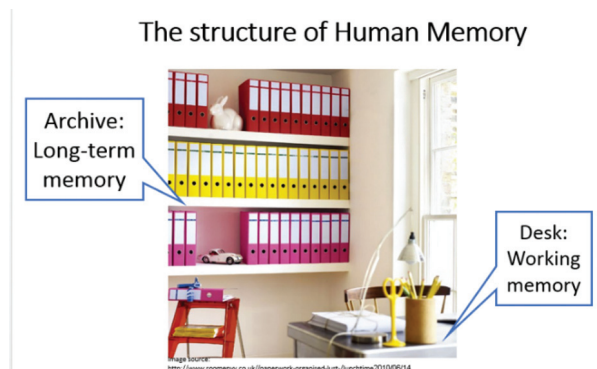 The structure of Human Memory
Archive:
Long-term
memory
Desk:
Working
memory
Image source: